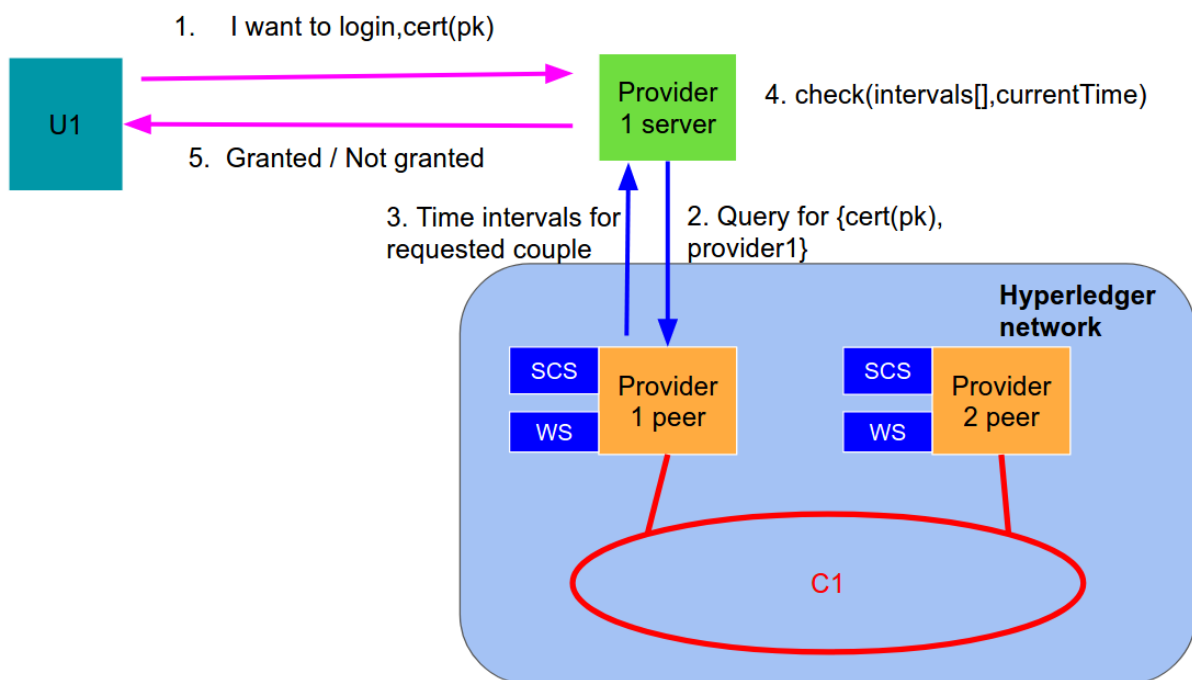 1. I want to login,cert(pk)
U1
Provider
1 server
4. check(intervals[],currentTime)
5. Granted / Not granted
3. Time intervals for
requested couple
2. Query for {cert(pk),
provider1}
Hyperledger
network
SCS
WS
Provider
1 peer
SCS
WS
Provider
2 peer
C1